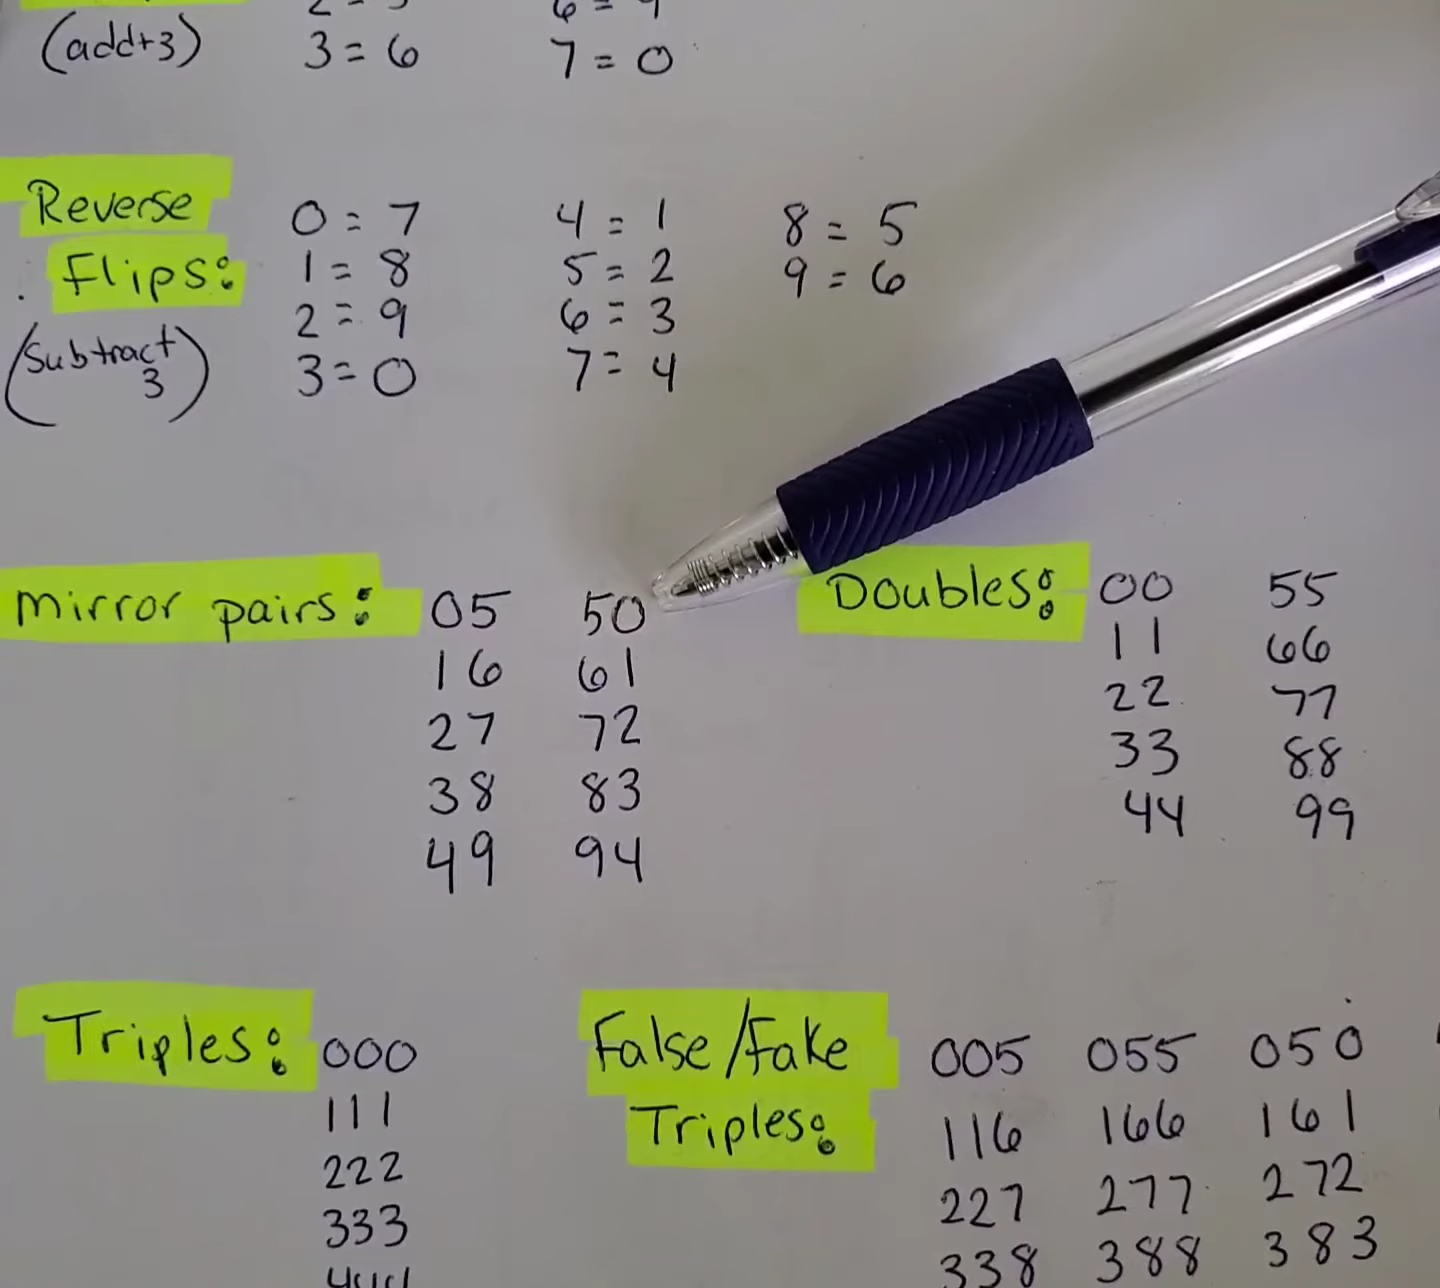 (add+3)
3 = 6
7 = 0
Reverse
Flips:
(Subtract
3)
0 = 7
1 = 8
2 = 9
3 = 0
4 = 1
5 = 2
6 = 3
7 = 4
8 = 5
9 = 6
Mirror pairs:
05 50
16 61
27 72
38 83
49 94
Doubles:
00 55
11 66
22 77
33 88
44 99
Triples:
000
111
222
333
False/Fake
Triples:
005 055 050
116 166 161
227 277 272
338 388 383